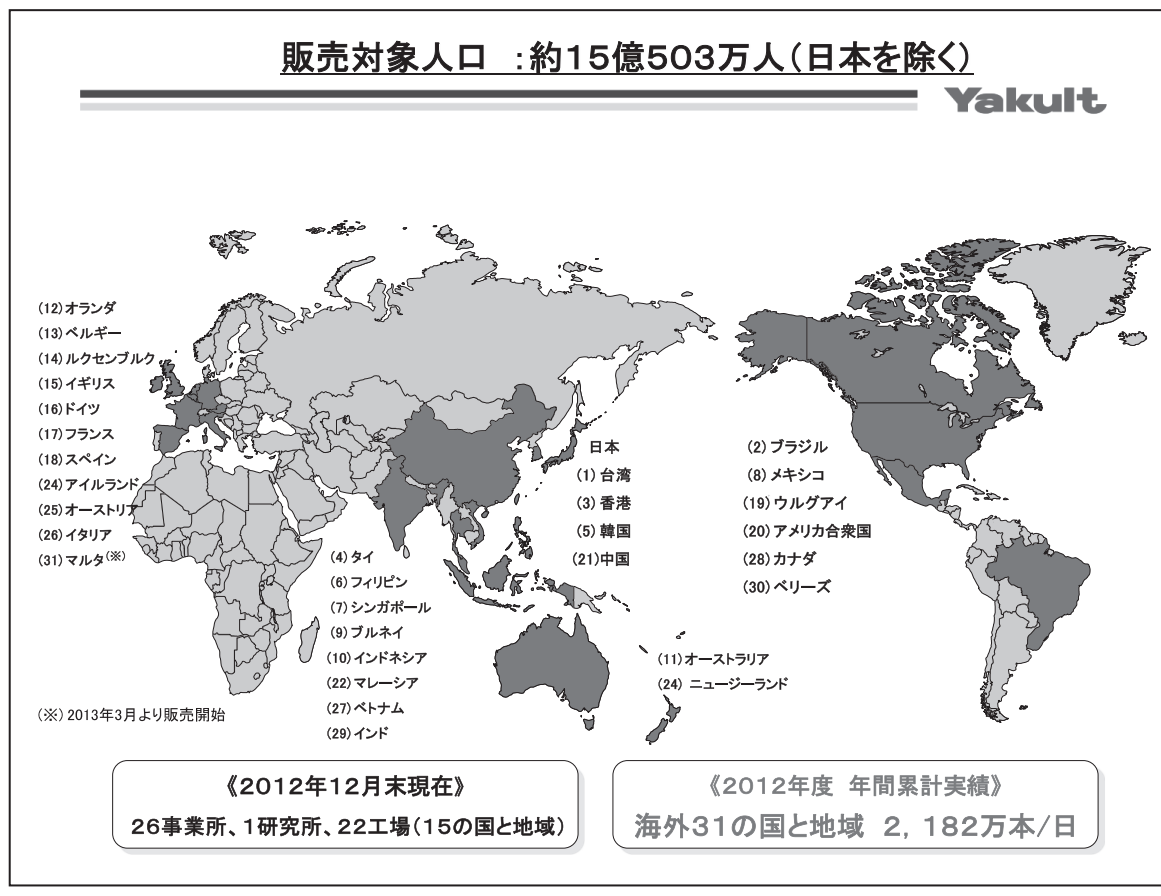 販売対象人口 :約15億503万人(日本を除く)
Yakult
(12)オランダ
(13)ベルギー
(14)ルクセンブルク
(15)イギリス
(16)ドイツ
(17)フランス
(18)スペイン
(24)アイルランド
(25)オーストリア
(26)イタリア
(31)マルタ(※)
(4)タイ
(6)フィリピン
(7)シンガポール
(9)ブルネイ
(10)インドネシア
(22)マレーシア
(27)ベトナム
(29)インド
日本
(1)台湾
(3)香港
(5)韓国
(21)中国
(11)オーストラリア
(24) ニュージーランド
(2)ブラジル
(8)メキシコ
(19)ウルグアイ
(20)アメリカ合衆国
(28)カナダ
(30)ベリーズ
(※)2013年3月より販売開始
《2012年12月末現在》
26事業所、1研究所、22工場(15の国と地域)
《2012年度 年間累計実績》
海外31の国と地域 2,182万本/日